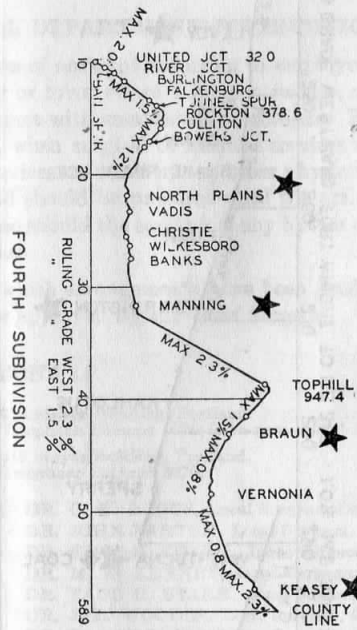 MAX. 2.0%
UNITED JCT. 32.0
10
RIVER JCT.
BURLINGTON
FALKENBURG
MAX 1.5%
ROCKTON 378.6
CULLITON
MAX 1.2%
BOWERS JCT.
20
NORTH PLAINS
VADIS
CHRISTIE
WILKESBORO
BANKS
30
MANNING
MAX 2.3%
TOPHILL
947.4
40
MAX 1.5%
BRAUN
MAX 0.8%
VERNONIA
50
MAX. 0.8
MAX 2.3%
KEASEY
COUNTY
LINE
58.9
RULING GRADE WEST 2.3 %
" " EAST 1.5 %
FOURTH SUBDIVISION